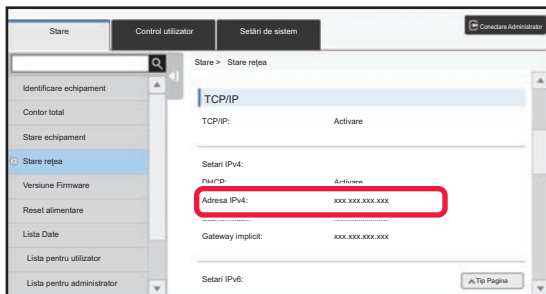 Stare
Control utilizator
Setări de sistem
Conectare Administrator
Stare > Stare rețea
Identificare echipament
Contor total
Stare echipament
Stare rețea
Versiune Firmware
Reset alimentare
Lista Date
Lista pentru utilizator
Lista pentru administrator
TCP/IP
TCP/IP: Activare
Setari IPv4:
DHCP: Activare
Adresa IPv4: xxx.xxx.xxx.xxx
Gateway implicit: xxx.xxx.xxx.xxx
Setari IPv6:
Tip Pagina